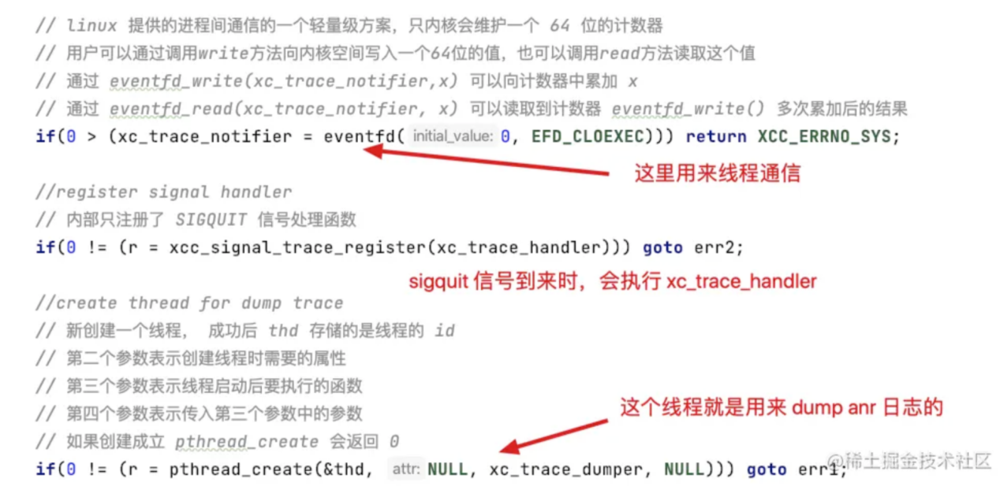 // linux 提供的进程间通信的一个轻量级方案，只内核会维护一个 64 位的计数器
// 用户可以通过调用write方法向内核空间写入一个64位的值，也可以调用read方法读取这个值
// 通过 eventfd_write(xc_trace_notifier,x) 可以向计数器中累加 x
// 通过 eventfd_read(xc_trace_notifier, x) 可以读取到计数器 eventfd_write() 多次累加后的结果
if(0 > (xc_trace_notifier = eventfd( initial_value: 0, EFD_CLOEXEC))) return XCC_ERRNO_SYS;
这里用来线程通信
//register signal handler
// 内部只注册了 SIGQUIT 信号处理函数
if(0 != (r = xcc_signal_trace_register(xc_trace_handler))) goto err2;
sigquit 信号到来时，会执行 xc_trace_handler
//create thread for dump trace
// 新创建一个线程， 成功后 thd 存储的是线程的 id
// 第二个参数表示创建线程时需要的属性
// 第三个参数表示线程启动后要执行的函数
这个线程就是用来 dump anr 日志的
// 第四个参数表示传入第三个参数中的参数
// 如果创建成立 pthread_create 会返回 0
if(0 != (r = pthread_create(&thd, attr: NULL, xc_trace_dumper, NULL))) goto err1;
@稀土掘金技术社区